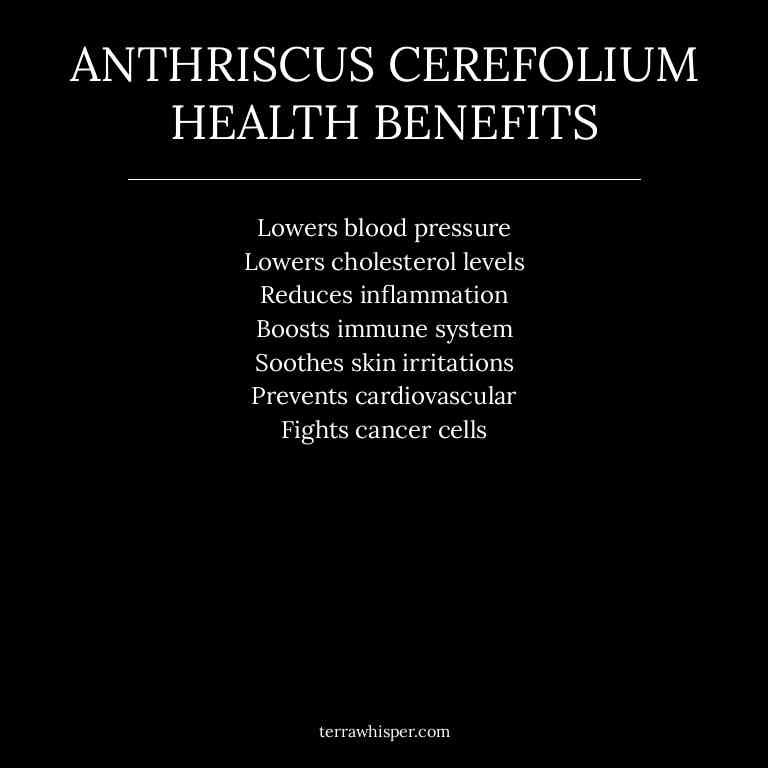 ANTHRISCUS CEREFOLIUM
HEALTH BENEFITS
Lowers blood pressure
Lowers cholesterol levels
Reduces inflammation
Boosts immune system
Soothes skin irritations
Prevents cardiovascular
Fights cancer cells
terrawhisper.com